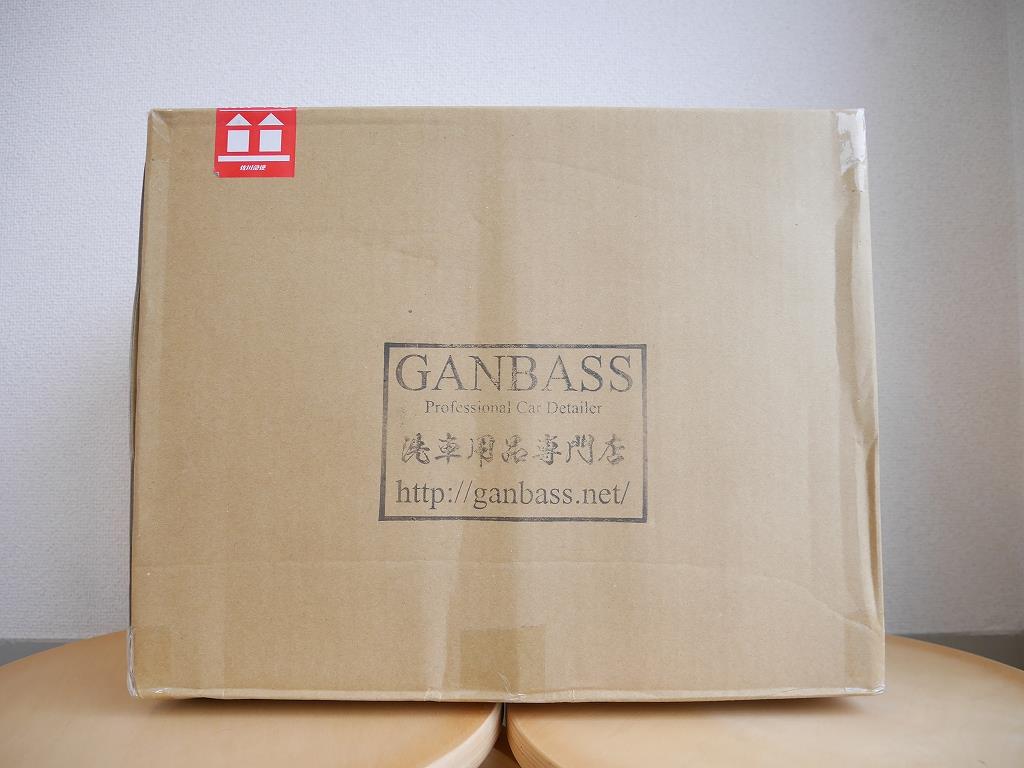 佐川急便
GANBASS
Professional Car Detailer
洗車用品専門店
http://ganbass.net/